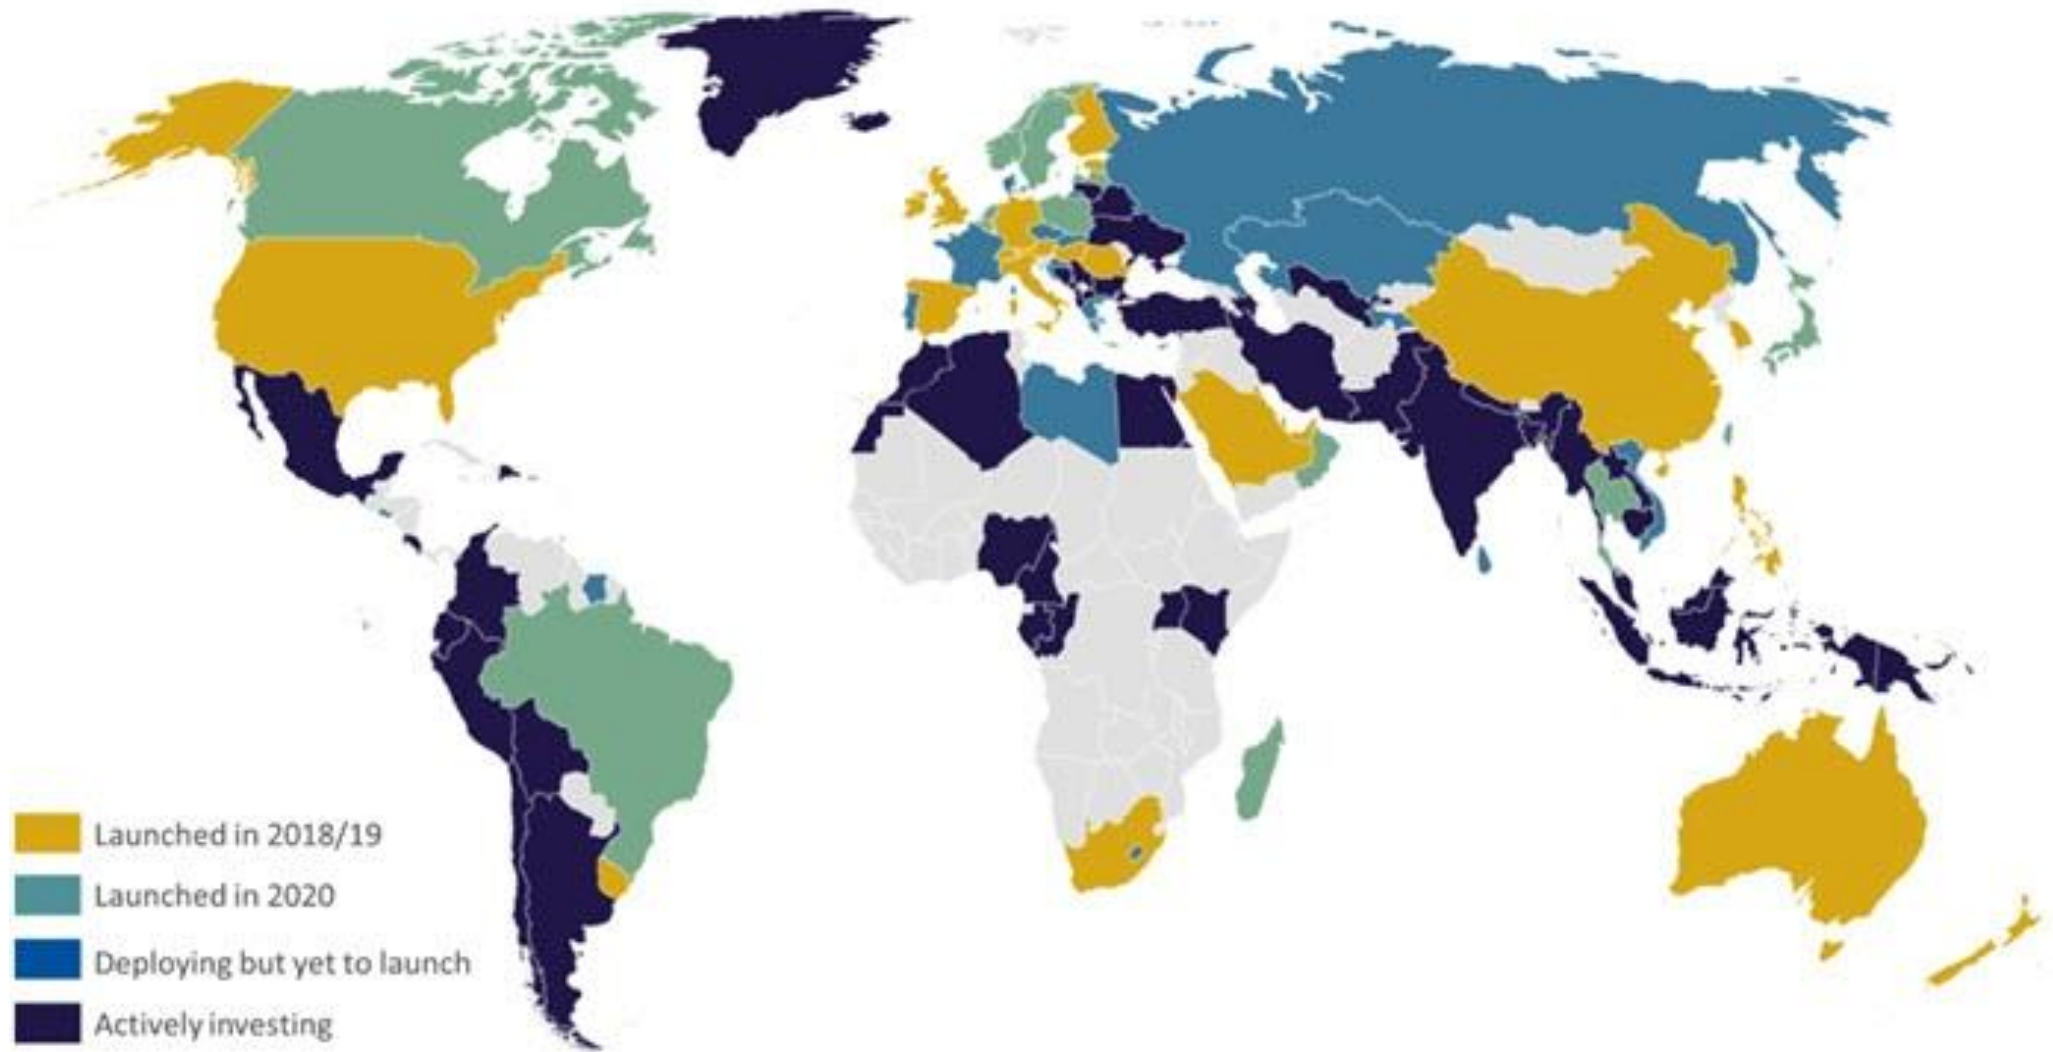 Launched in 2018/19
Launched in 2020
Deploying but yet to launch
Actively investing